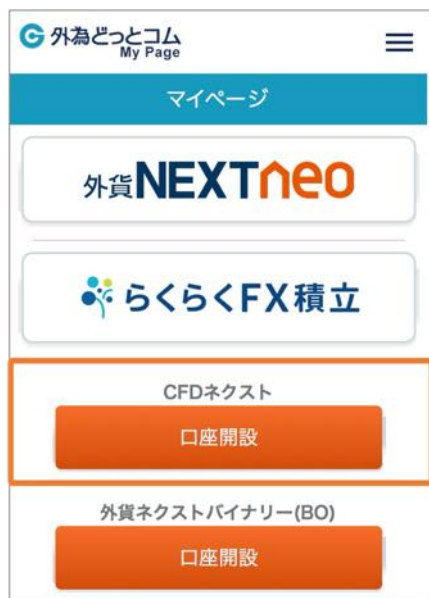 外為どっとコム
My Page
マイページ
外貨NEXTneo
らくらくFX積立
CFDネクスト
口座開設
外貨ネクストバイナリー(BO)
口座開設